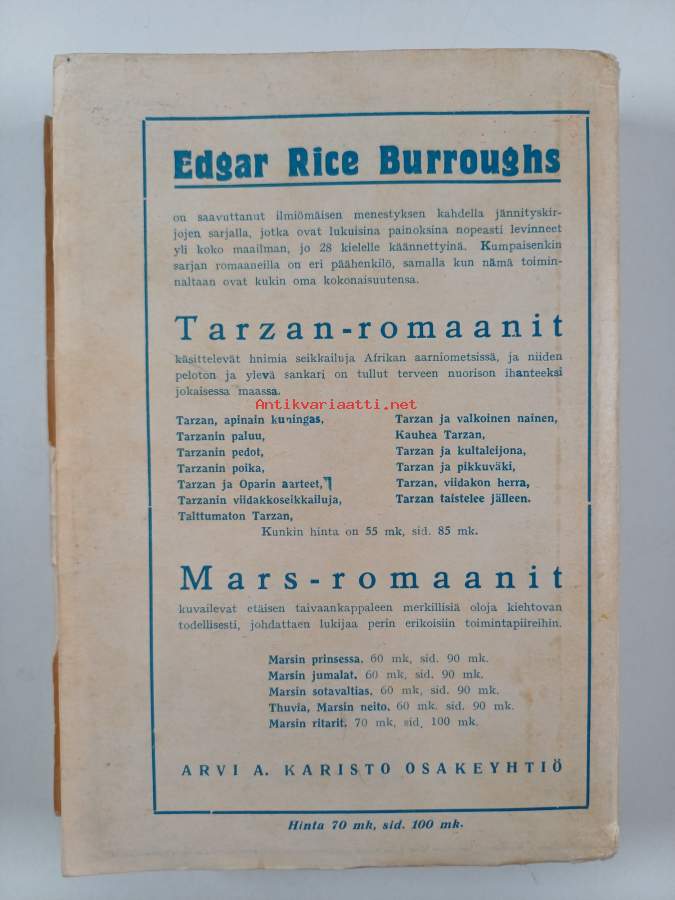 Edgar Rice Burroughs
on saavuttanut ilmiömäisen menestyksen kahdella jännityskir-
jojen sarjalla, jotka ovat lukuisina painoksina nopeasti levinneet
yli koko maailman, jo 28 kielelle käännettyinä. Kumpaisenkin
sarjan romaaneilla on eri päähenkilö, samalla kun nämä toimin-
naltaan ovat kukin oma kokonaisuutensa.
Tarzan-romaanit
käsittelevät hnimia seikkailuja Afrikan aarniometsissä, ja niiden
peloton ja ylevä sankari on tullut terveen nuorison ihanteeksi
jokaisessa maassa.
Antikvariaatti.net
Tarzan, apinain kuningas,
Tarzanin paluu,
Tarzanin pedot,
Tarzanin poika,
Tarzan ja Oparin aarteet,
Tarzanin viidakkoseikkailuja,
Talttumaton Tarzan,
Tarzan ja valkoinen nainen,
Kauhea Tarzan,
Tarzan ja kultaleijona,
Tarzan ja pikkuväki,
Tarzan, viidakon herra,
Tarzan taistelee jälleen.
Kunkin hinta on 55 mk, sid. 85 mk.
Mars-romaanit
kuvailevat etäisen taivaankappaleen merkillisiä oloja kiehtovan
todellisesti, johdattaen lukijaa perin erikoisiin toimintapiireihin.
Marsin prinsessa. 60 mk, sid. 90 mk.
Marsin jumalat. 60 mk, sid. 90 mk.
Marsin sotavaltias. 60 mk, sid. 90 mk.
Thuvia, Marsin neito. 60 mk. sid. 90 mk.
Marsin ritarit. 70 mk, sid. 100 mk.
ARVI A. KARISTO OSAKEYHTIÖ
Hinta 70 mk, sid. 100 mk.